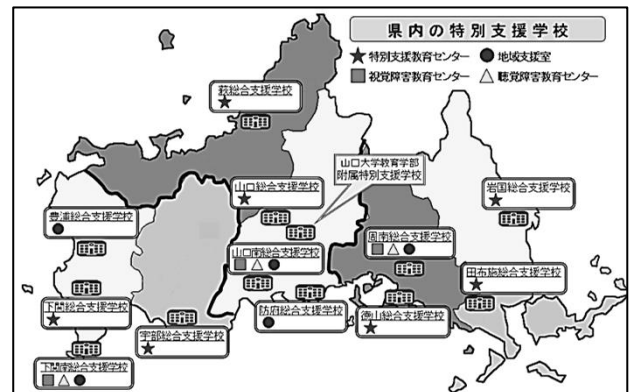 県内の特別支援学校
★特別支援教育センター ●地域支援室
■視覚障害教育センター △聴覚障害教育センター
萩総合支援学校
★
山口大学教育学部
附属特別支援学校
山口総合支援学校
★
岩国総合支援学校
★
豊浦総合支援学校
●
山口南総合支援学校
■ △ ●
周南総合支援学校
■ △ ●
田布施総合支援学校
★
下関総合支援学校
★
宇部総合支援学校
★
防府総合支援学校
●
徳山総合支援学校
★
下関南総合支援学校
■ △ ●